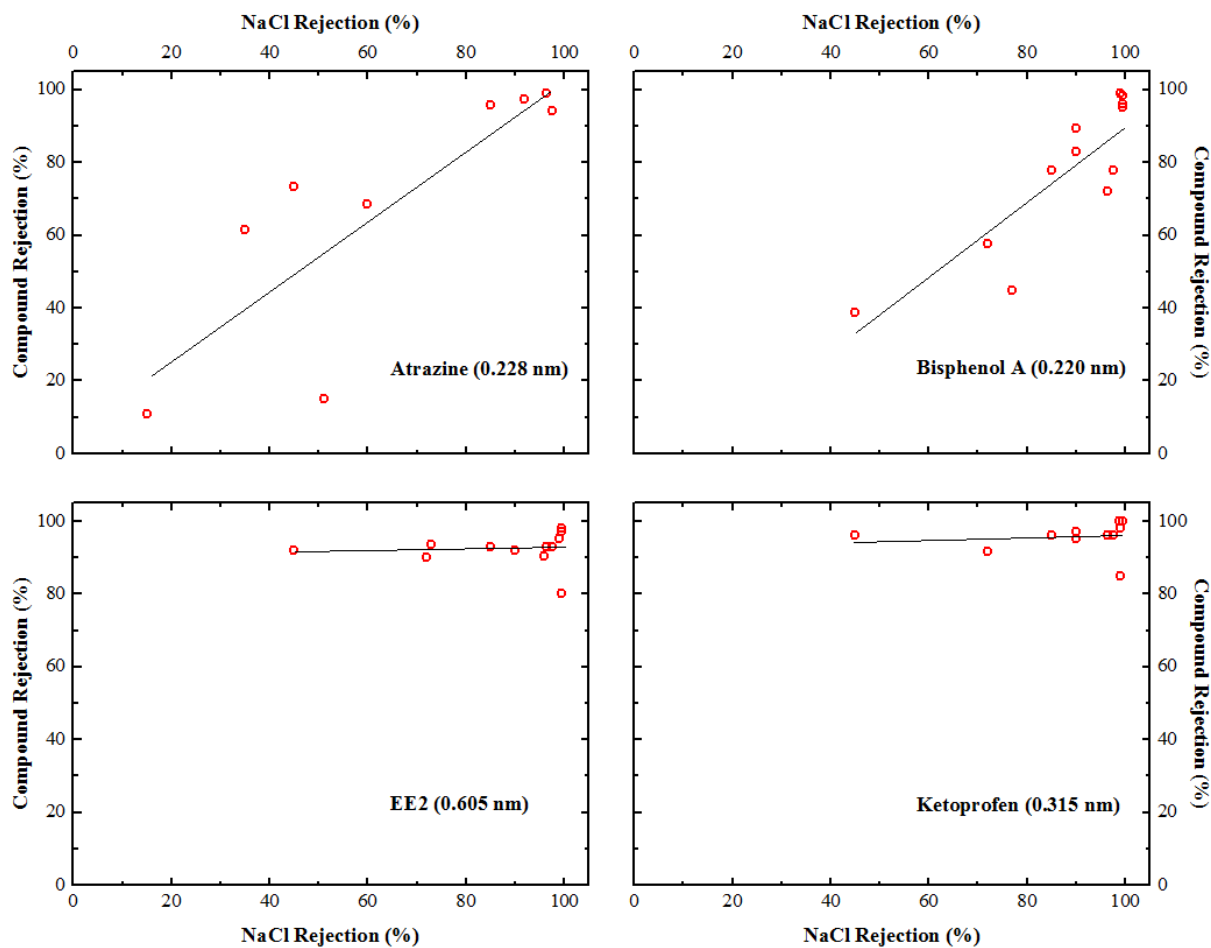 NaCl Rejection (%) NaCl Rejection (%)
0 20 40 60 80 100 0 20 40 60 80 100
100 100
80 80
60 60
40 40
20 20
0 0
Compound Rejection (%)
Atrazine (0.228 nm)
Bisphenol A (0.220 nm)
Compound Rejection (%)
100 100
80 80
60 60
40 40
20 20
0 0
Compound Rejection (%)
EE2 (0.605 nm)
Ketoprofen (0.315 nm)
Compound Rejection (%)
0 20 40 60 80 100 0 20 40 60 80 100
NaCl Rejection (%) NaCl Rejection (%)